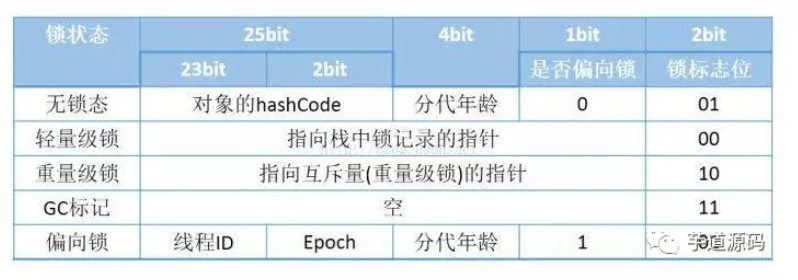 锁状态 25bit 4bit 1bit 2bit
23bit 2bit 是否偏向锁 锁标志位
无锁态 对象的hashCode 分代年龄 0 01
轻量级锁 指向栈中锁记录的指针 00
重量级锁 指向互斥量(重量级锁)的指针 10
GC标记 空 11
偏向锁 线程ID Epoch 分代年龄 1
芋道源码